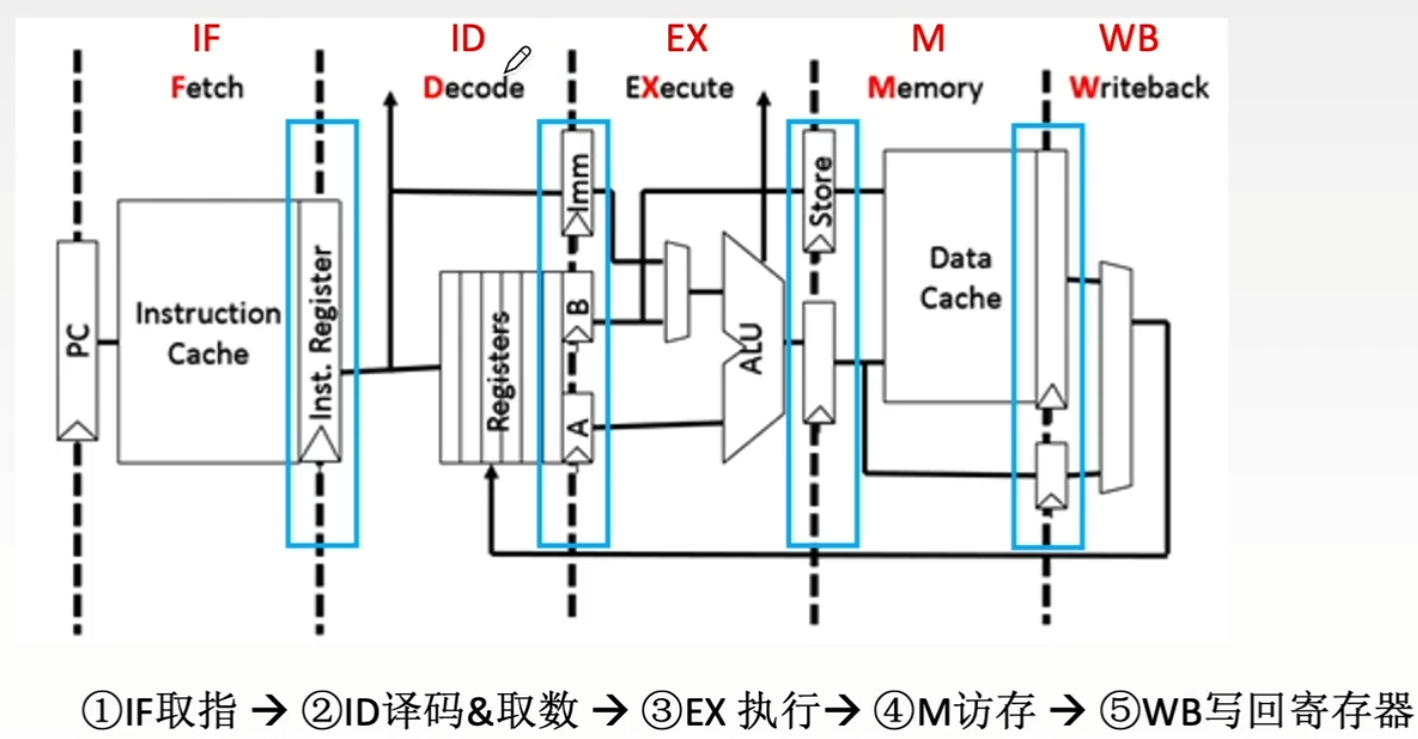 IF ID EX M WB
Fetch Decode EXecute Memory Writeback
PC
Instruction
Cache
Inst. Register
Registers
Imm
B
A
ALU
Store
Data
Cache
①IF取指 → ②ID译码&取数 → ③EX 执行→ ④M访存 → ⑤WB写回寄存器